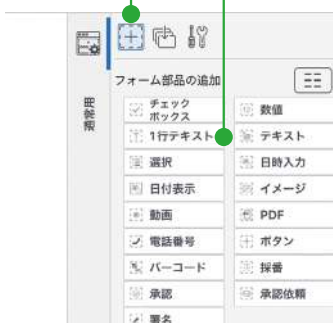 通常用
フォーム部品の追加
チェックボックス
数値
1行テキスト
テキスト
選択
日時入力
日付表示
イメージ
動画
PDF
電話番号
ボタン
バーコード
採番
承認
承認依頼
署名